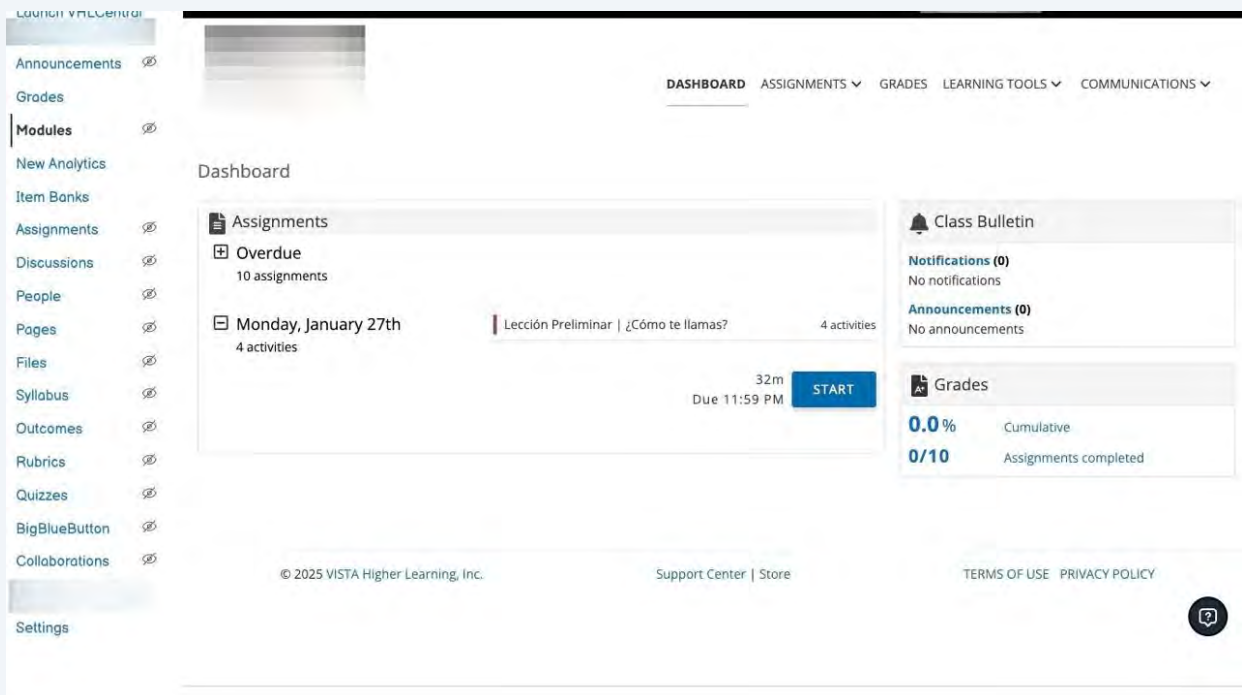 Launch VHLCentral
Announcements
Grades
Modules
New Analytics
Item Banks
Assignments
Discussions
People
Pages
Files
Syllabus
Outcomes
Rubrics
Quizzes
BigBlueButton
Collaborations
Settings
DASHBOARD ASSIGNMENTS GRADES LEARNING TOOLS COMMUNICATIONS
Dashboard
Assignments
Overdue
10 assignments
Monday, January 27th
4 activities
Lección Preliminar | ¿Cómo te llamas? 4 activities
32m
Due 11:59 PM
START
Class Bulletin
Notifications (0)
No notifications
Announcements (0)
No announcements
Grades
0.0% Cumulative
0/10 Assignments completed
© 2025 VISTA Higher Learning, Inc. Support Center | Store TERMS OF USE PRIVACY POLICY